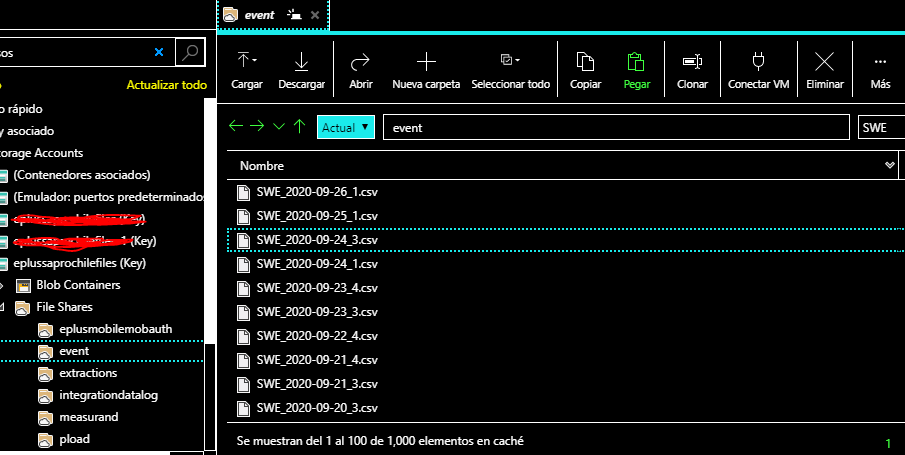 event
sos
Actualizar todo
o rápido
y asociado
torage Accounts
(Contenedores asociados)
(Emulador: puertos predeterminados
(Key)
eplussaprochilefiles (Key)
Blob Containers
File Shares
eplusmobilemobauth
event
extractions
integrationdatalog
measurand
pload
Cargar
Descargar
Abrir
Nueva carpeta
Seleccionar todo
Copiar
Pegar
Clonar
Conectar VM
Eliminar
Más
Actual
event
SWE
Nombre
SWE_2020-09-26_1.csv
SWE_2020-09-25_1.csv
SWE_2020-09-24_3.csv
SWE_2020-09-24_1.csv
SWE_2020-09-23_4.csv
SWE_2020-09-23_3.csv
SWE_2020-09-22_4.csv
SWE_2020-09-21_4.csv
SWE_2020-09-21_3.csv
SWE_2020-09-20_3.csv
Se muestran del 1 al 100 de 1,000 elementos en caché
1